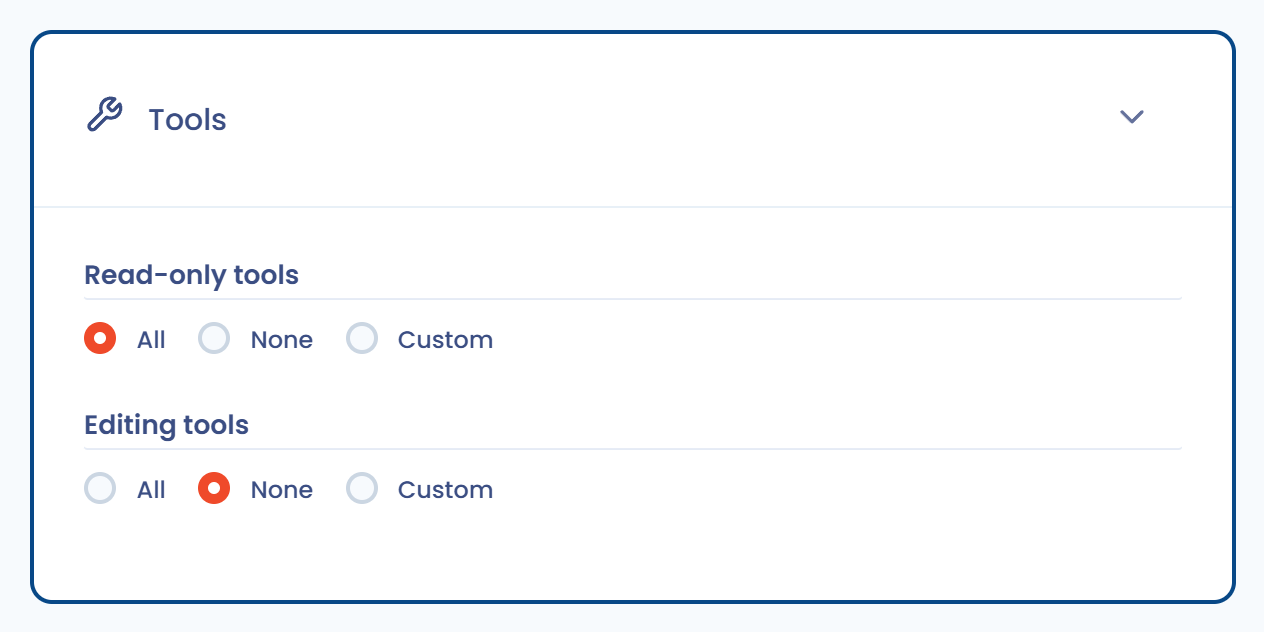 Tools
Read-only tools
All None Custom
Editing tools
All None Custom